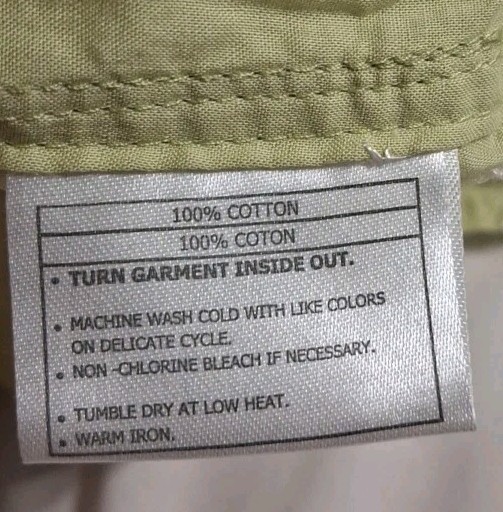 100% COTTON
100% COTON
• TURN GARMENT INSIDE OUT.
• MACHINE WASH COLD WITH LIKE COLORS
ON DELICATE CYCLE.
• NON -CHLORINE BLEACH IF NECESSARY.
• TUMBLE DRY AT LOW HEAT.
• WARM IRON.